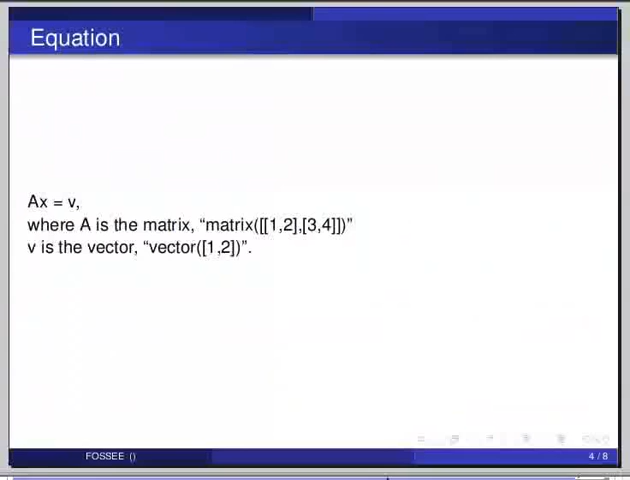 Equation
Ax = v,
where A is the matrix, “matrix([[1,2],[3,4]])”
v is the vector, “vector([1,2])”.
FOSSEE ()
4 / 8